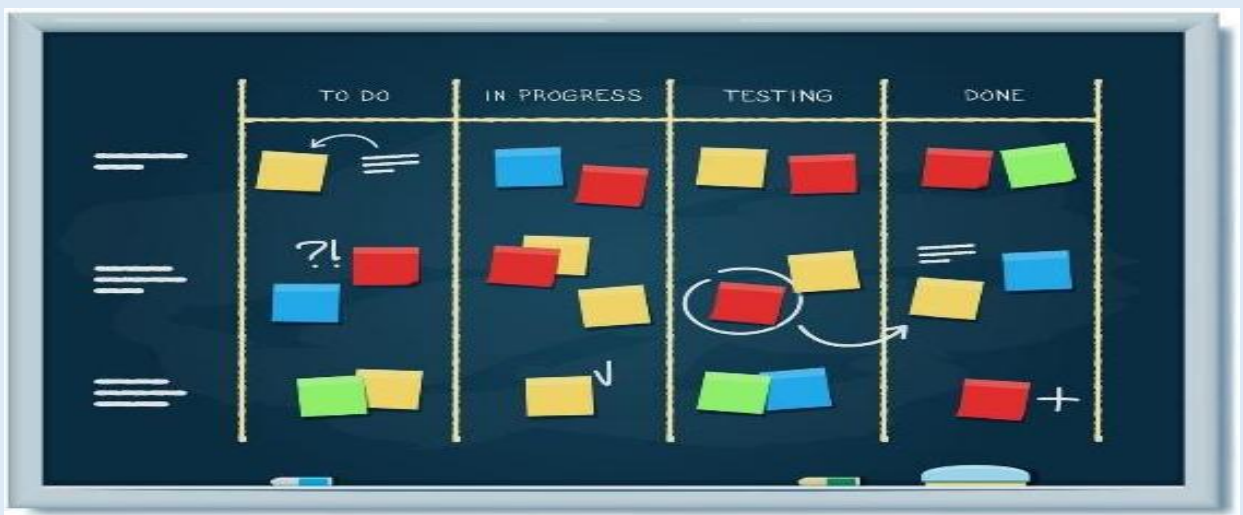 TO DO
IN PROGRESS
TESTING
DONE
?!
+